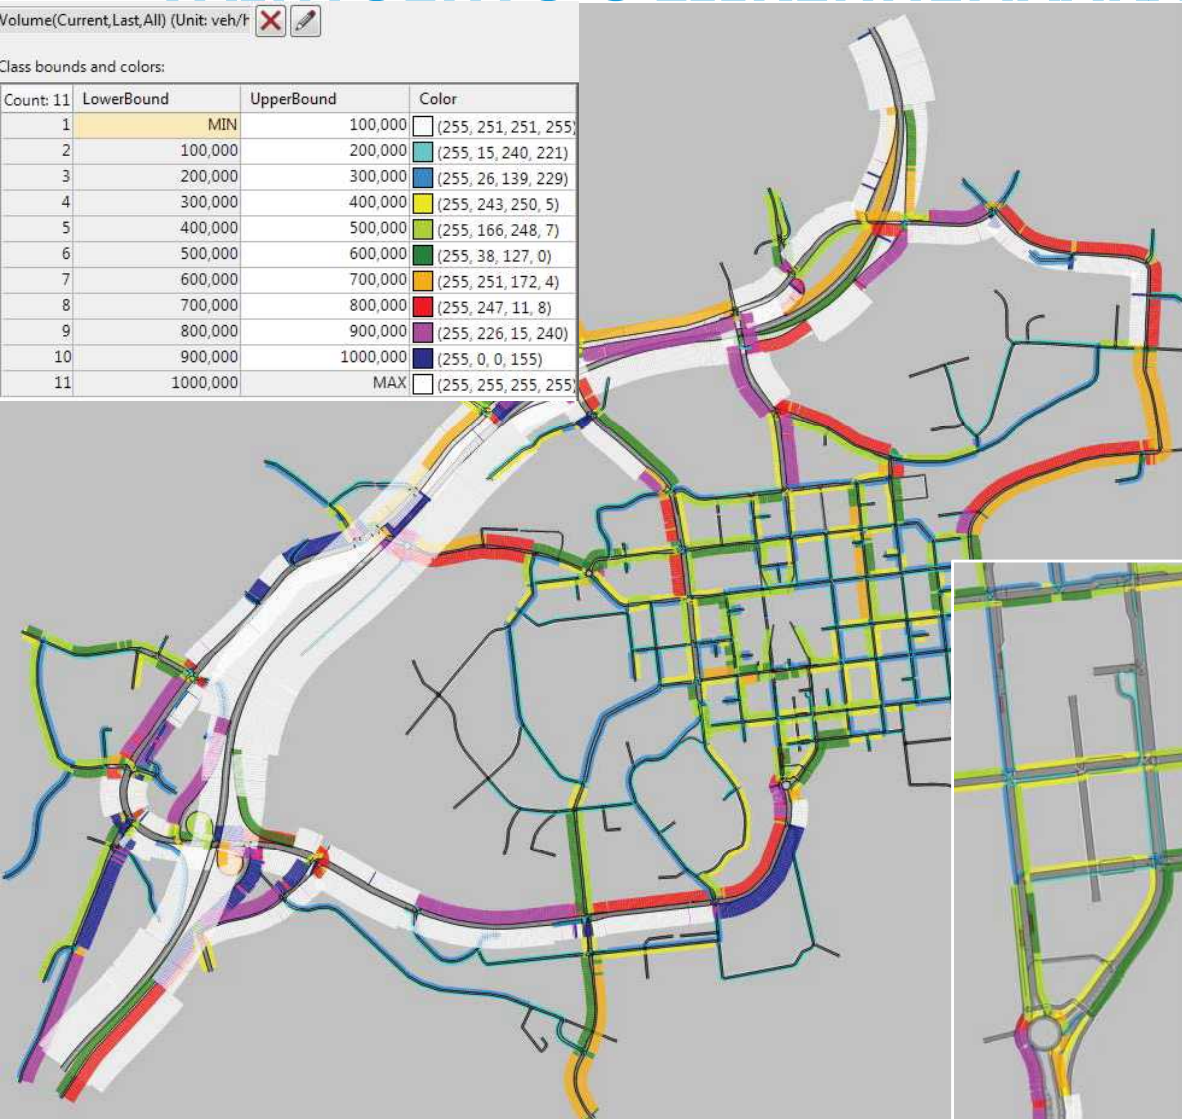 Volume(Current,Last,All) (Unit: veh/h
Class bounds and colors:
Count: 11 LowerBound UpperBound Color
1 MIN 100,000 (255, 251, 251, 255)
2 100,000 200,000 (255, 15, 240, 221)
3 200,000 300,000 (255, 26, 139, 229)
4 300,000 400,000 (255, 243, 250, 5)
5 400,000 500,000 (255, 166, 248, 7)
6 500,000 600,000 (255, 38, 127, 0)
7 600,000 700,000 (255, 251, 172, 4)
8 700,000 800,000 (255, 247, 11, 8)
9 800,000 900,000 (255, 226, 15, 240)
10 900,000 1000,000 (255, 0, 0, 155)
11 1000,000 MAX (255, 255, 255, 255)